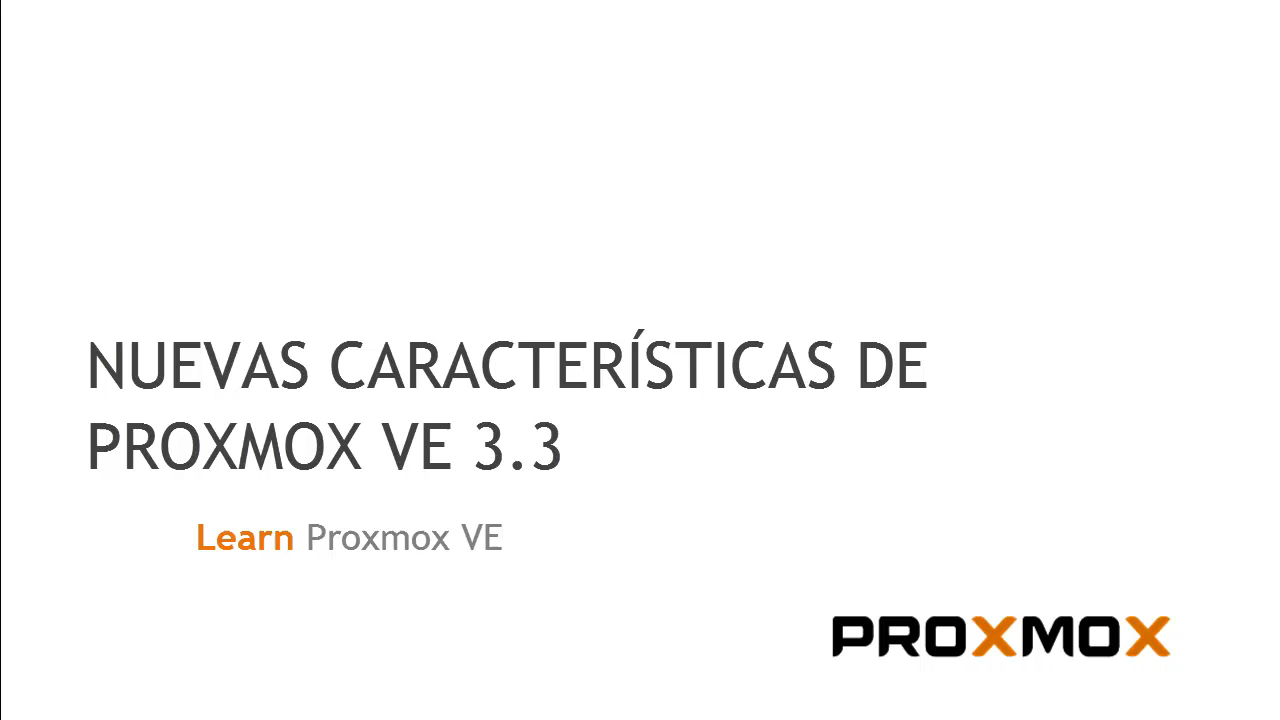 NUEVAS CARACTERÍSTICAS DE
PROXMOX VE 3.3
Learn Proxmox VE
PROXMOX